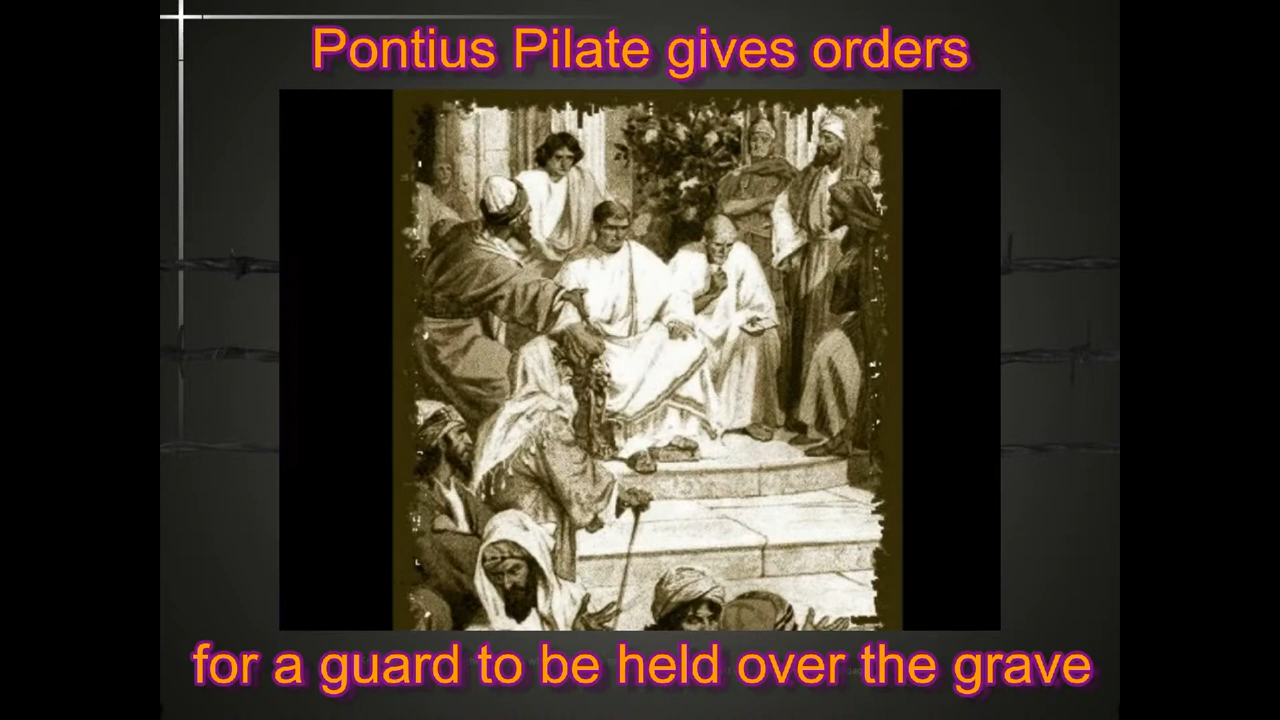 Pontius Pilate gives orders
for a guard to be held over the grave